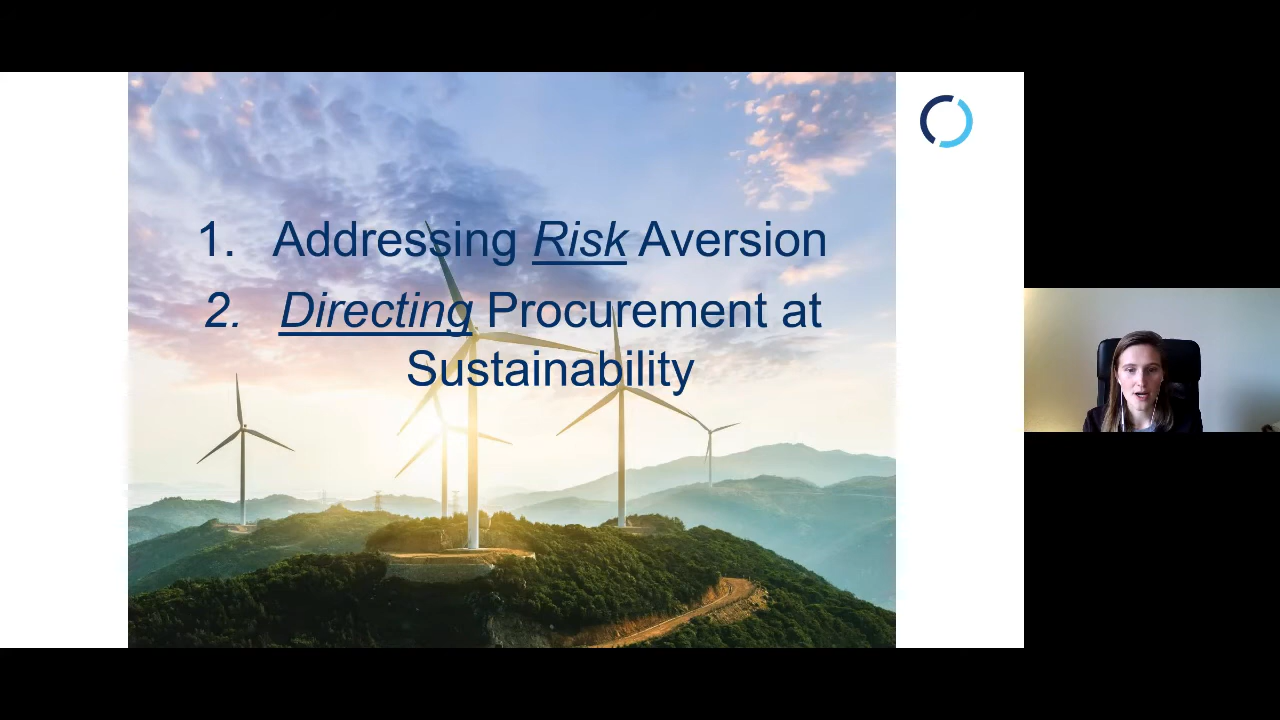 1. Addressing Risk Aversion
2. Directing Procurement at
Sustainability